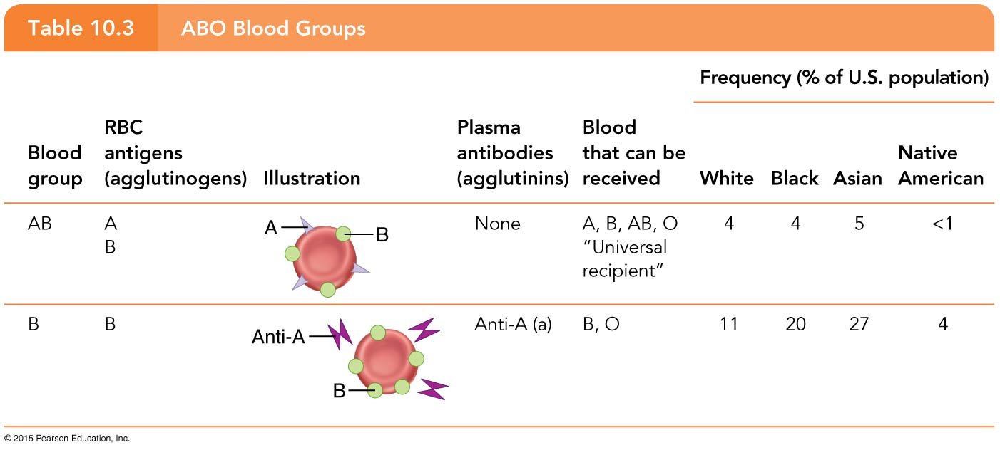 Table 10.3 ABO Blood Groups
Frequency (% of U.S. population)
RBC Plasma Blood
Blood antigens antibodies that can be Native
group (agglutinogens) Illustration (agglutinins) received White Black Asian American
AB A A B None A, B, AB, O 4 4 5 <1
B “Universal
recipient”
B B Anti-A Anti-A (a) B, O 11 20 27 4
B
© 2015 Pearson Education, Inc.